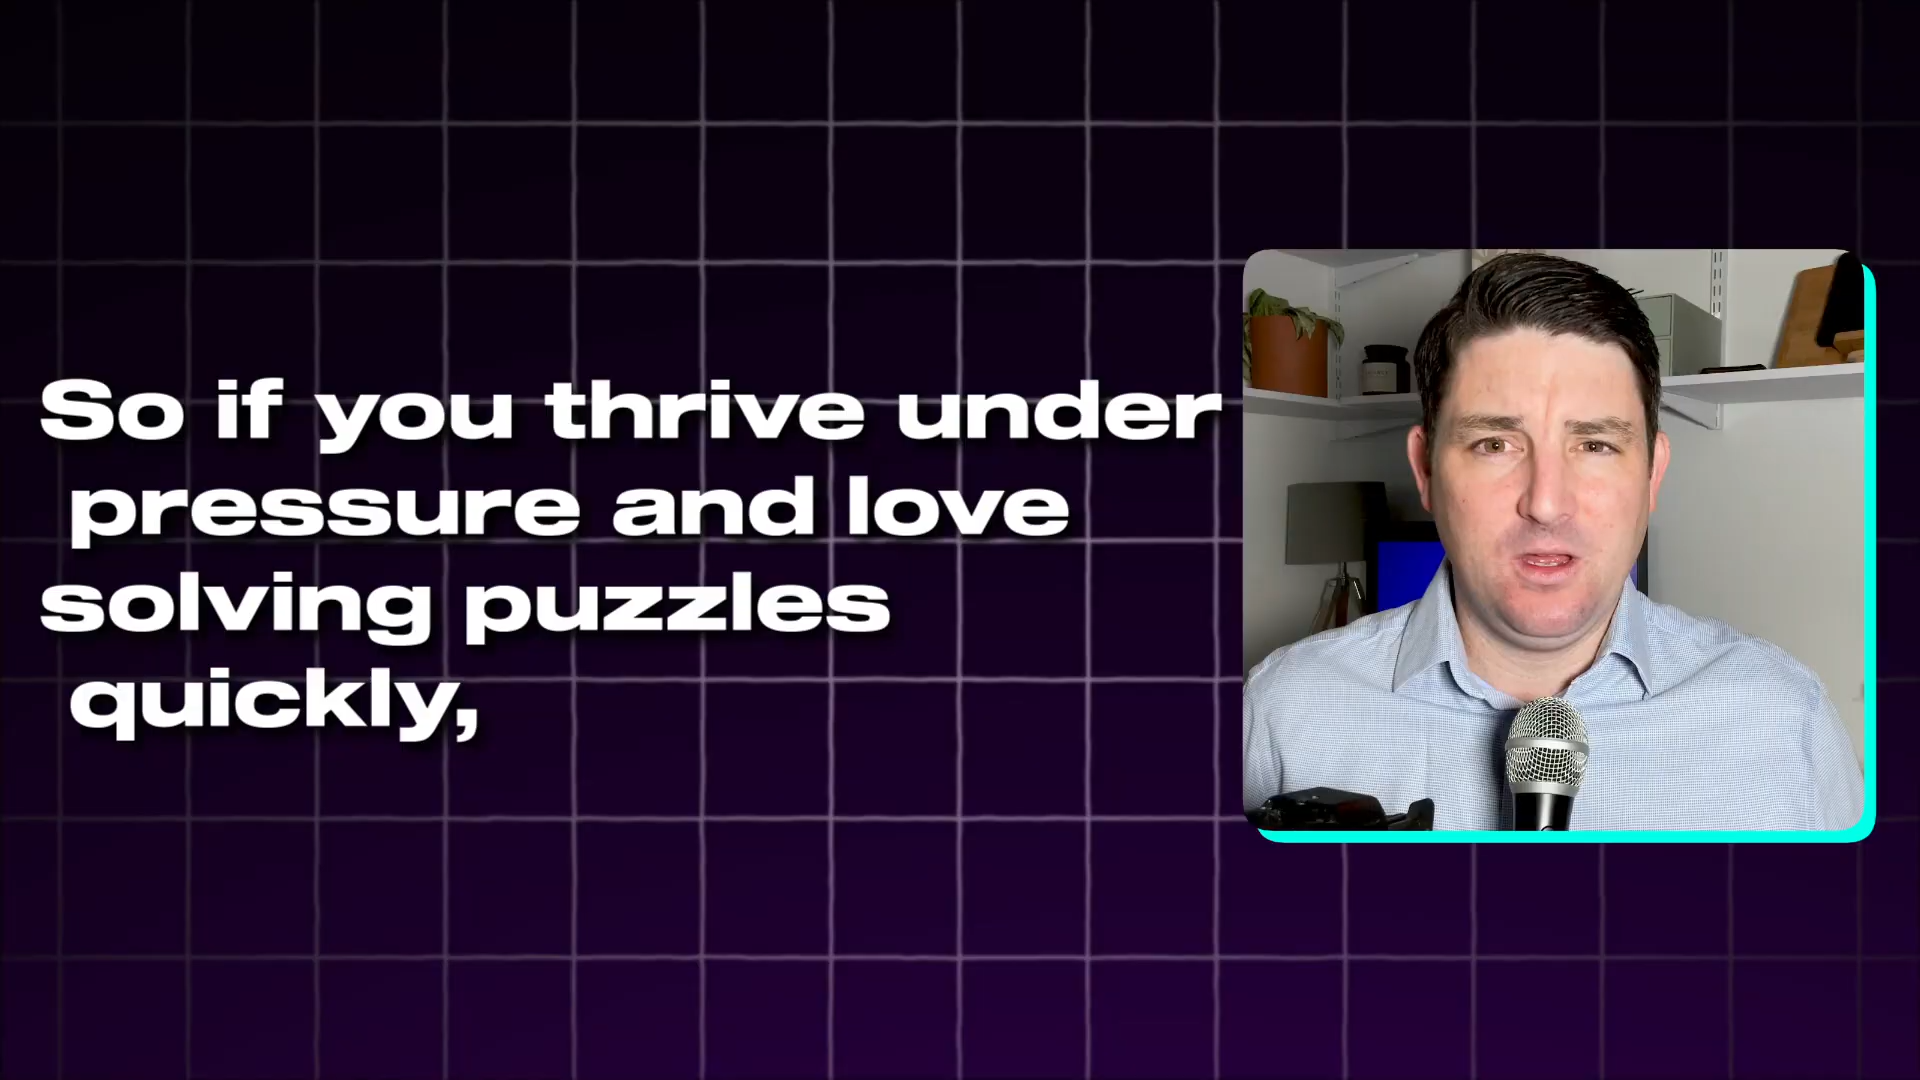 So if you thrive under
pressure and love
solving puzzles
quickly,